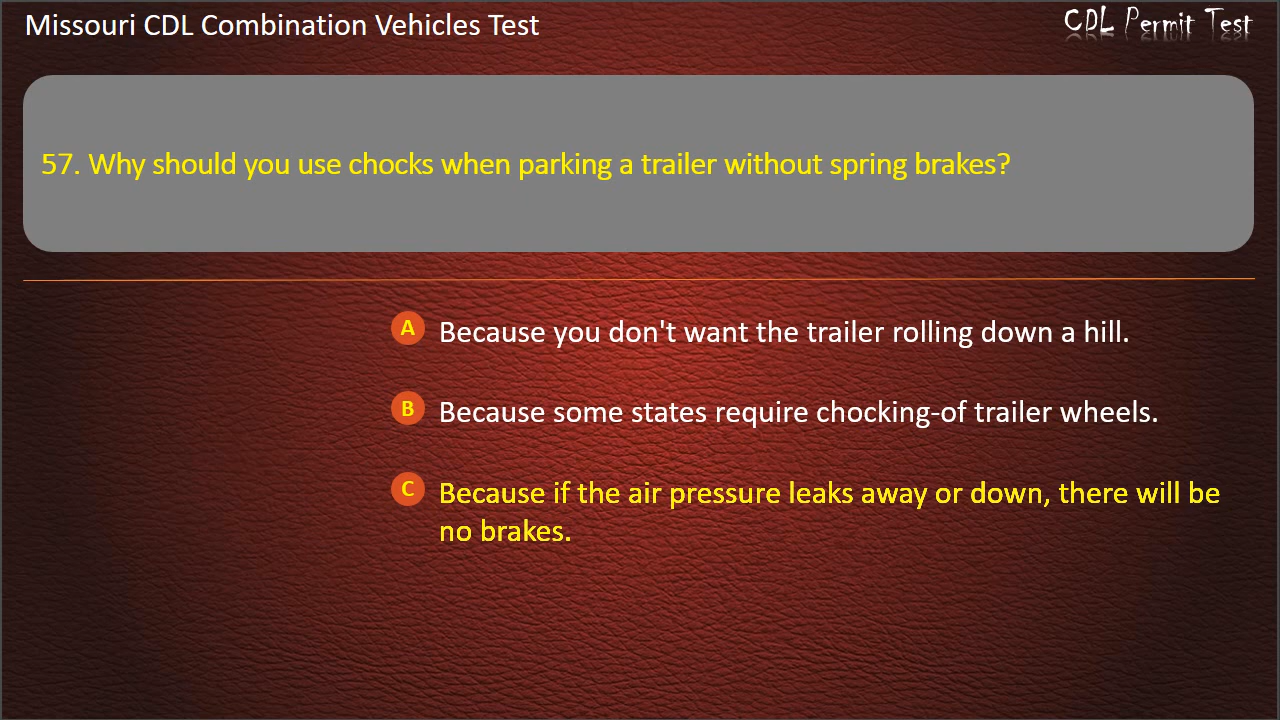 Missouri CDL Combination Vehicles Test
CDL Permit Test
57. Why should you use chocks when parking a trailer without spring brakes?
A Because you don't want the trailer rolling down a hill.
B Because some states require chocking-of trailer wheels.
C Because if the air pressure leaks away or down, there will be
no brakes.